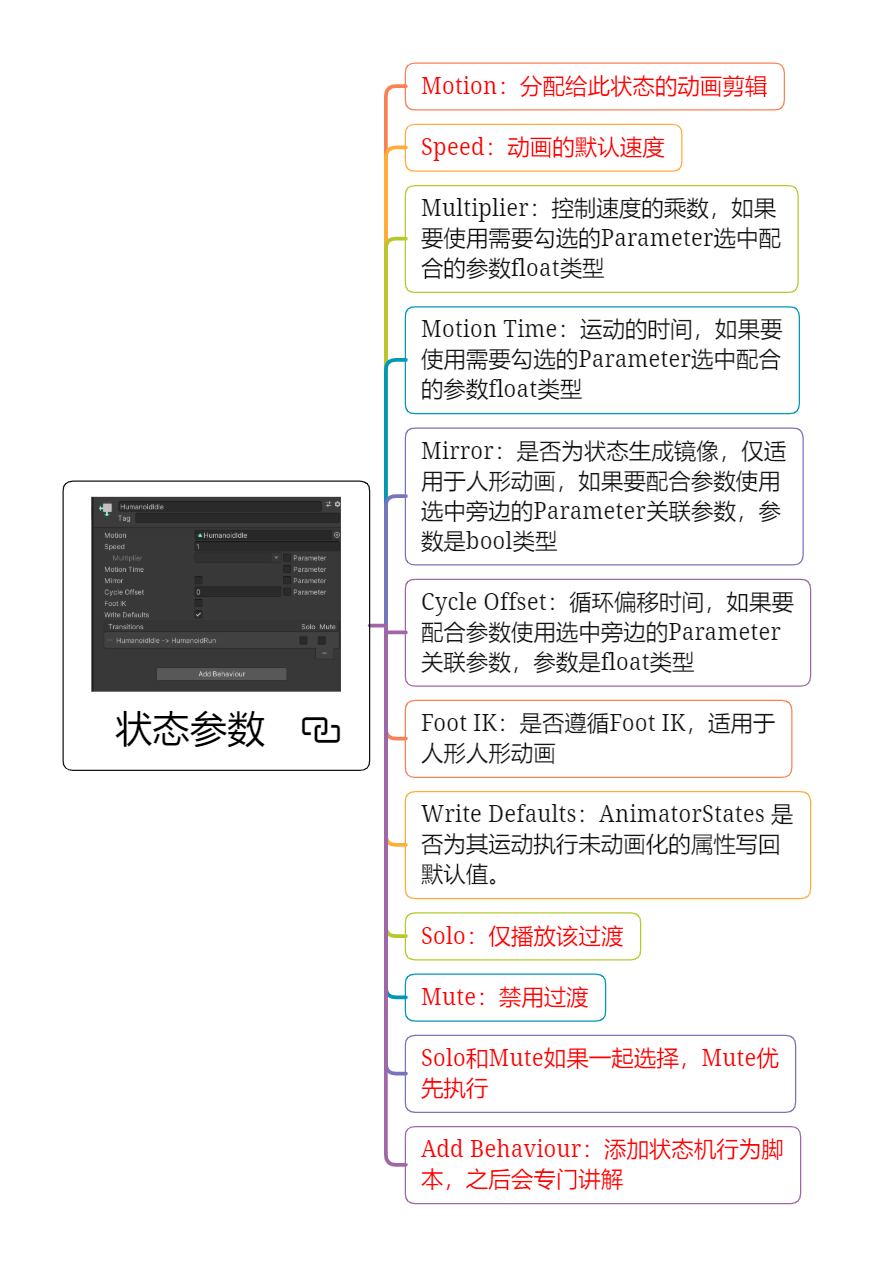 Motion：分配给此状态的动画剪辑
Speed：动画的默认速度
Multiplier：控制速度的乘数，如果
要使用需要勾选的Parameter选中配
合的参数float类型
Motion Time：运动的时间，如果要
使用需要勾选的Parameter选中配合
的参数float类型
Mirror：是否为状态生成镜像，仅适
用于人形动画，如果要配合参数使用
选中旁边的Parameter关联参数，参
数是bool类型
HumanoidIdle
Tag
Motion
HumanoidIdle
Speed
1
Multiplier
Parameter
Motion Time
Parameter
Mirror
Parameter
Cycle Offset
0
Parameter
Foot IK
Write Defaults
Transitions
Solo Mute
HumanoidIdle -> HumanoidRun
Add Behaviour
状态参数
Cycle Offset：循环偏移时间，如果要
配合参数使用选中旁边的Parameter
关联参数，参数是float类型
Foot IK：是否遵循Foot IK，适用于
人形人形动画
Write Defaults：AnimatorStates 是
否为其运动执行未动画化的属性写回
默认值。
Solo：仅播放该过渡
Mute：禁用过渡
Solo和Mute如果一起选择，Mute优
先执行
Add Behaviour：添加状态机行为脚
本，之后会专门讲解